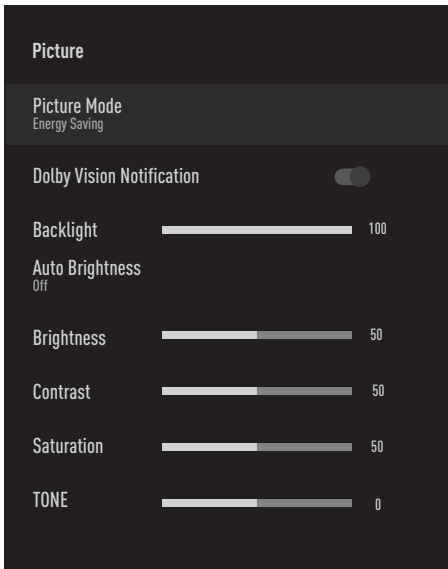 Picture
Picture Mode
Energy Saving
Dolby Vision Notification
Backlight 100
Auto Brightness
Off
Brightness 50
Contrast 50
Saturation 50
TONE 0